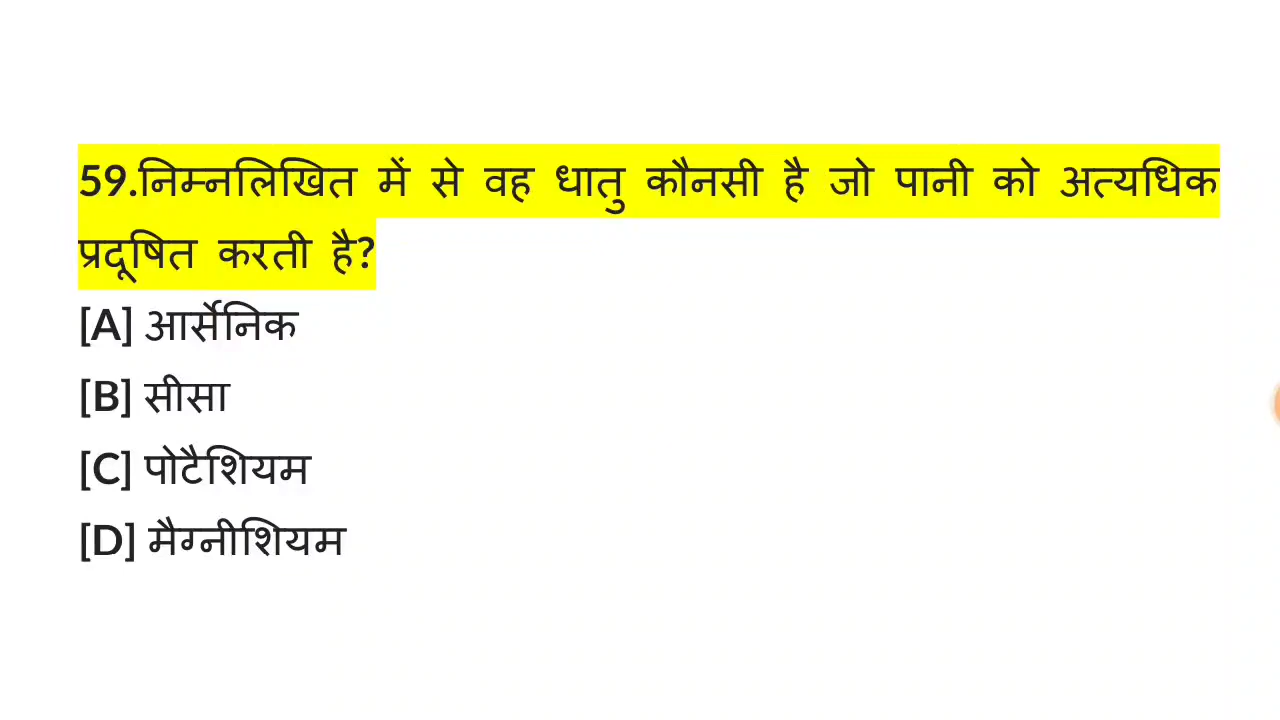 59.निम्नलिखित में से वह धातु कौनसी है जो पानी को अत्यधिक
प्रदूषित करती है?
[A] आर्सेनिक
[B] सीसा
[C] पोटैशियम
[D] मैग्नीशियम